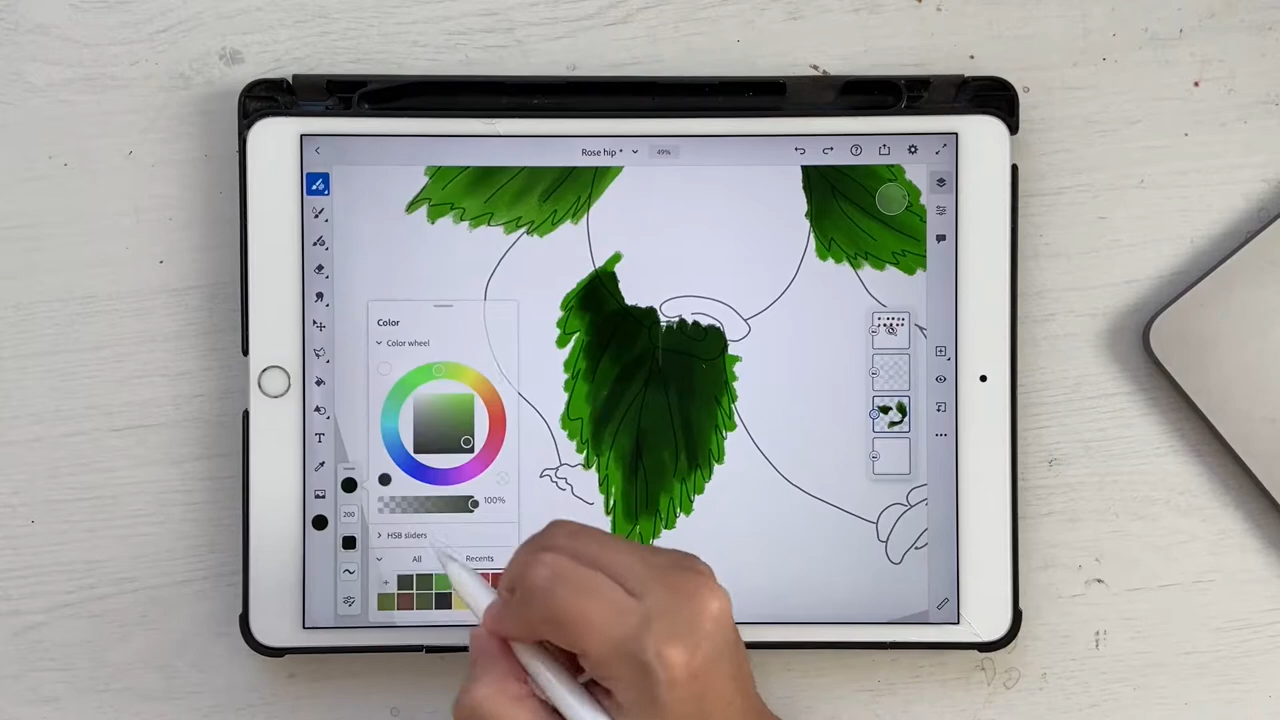 Rose hip *
49%
Color
Color wheel
T
200
100%
HSB sliders
All
Recents